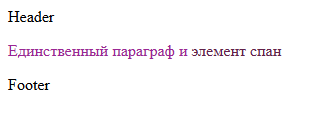 Header
Единственный параграф и элемент спан
Footer